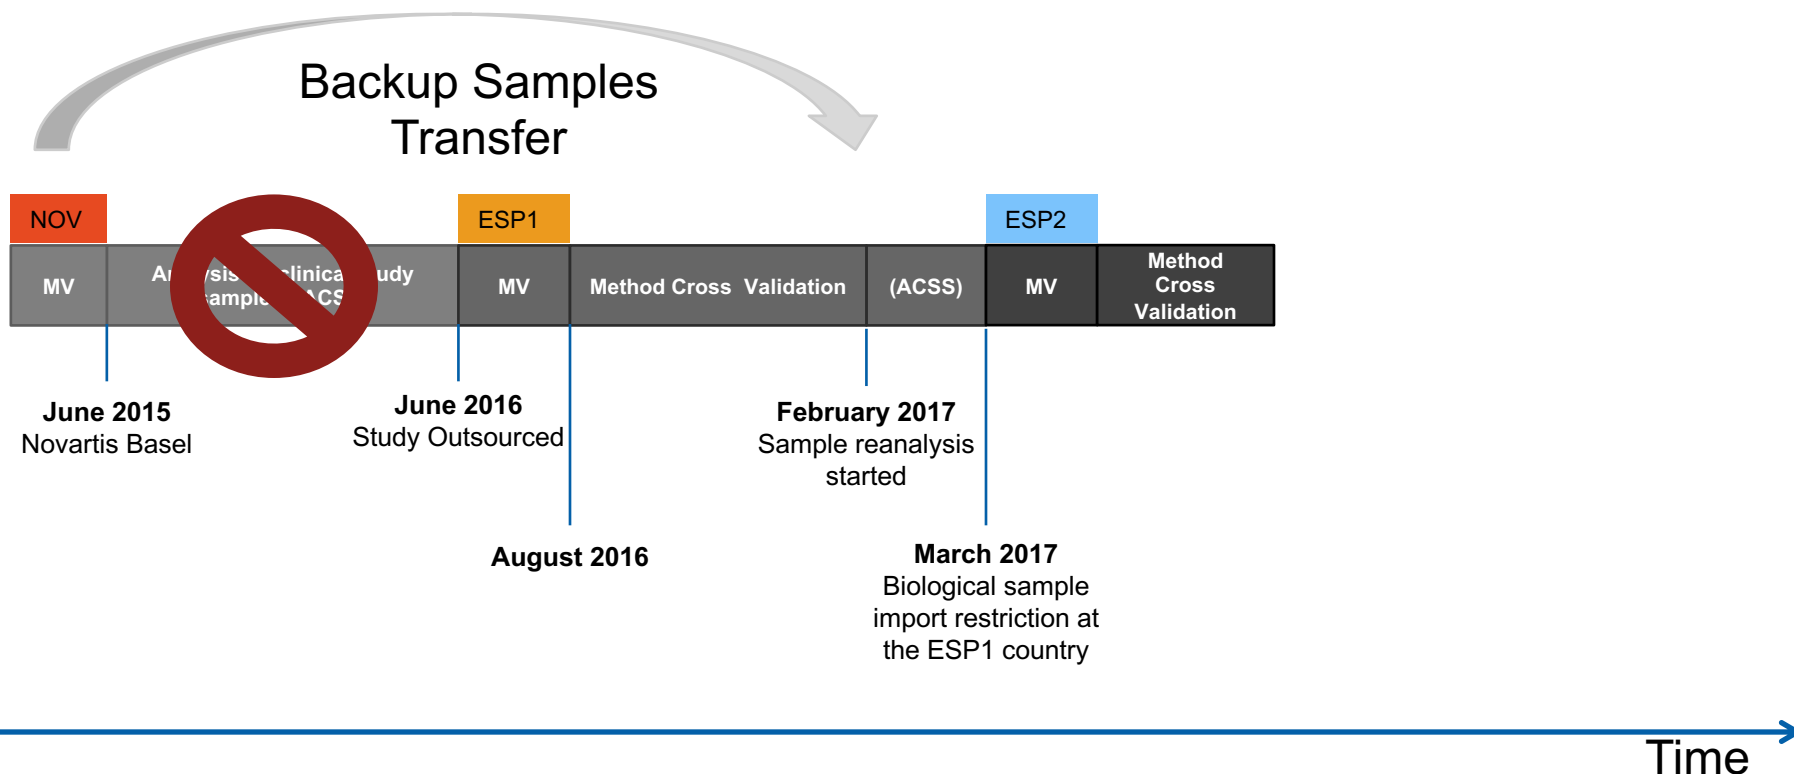 Backup Samples
Transfer
NOV
ESP1
ESP2
MV
MV
Method Cross Validation
(ACSS)
MV
Method
Cross
Validation
June 2015
Novartis Basel
June 2016
Study Outsourced
February 2017
Sample reanalysis
started
August 2016
March 2017
Biological sample
import restriction at
the ESP1 country
Time